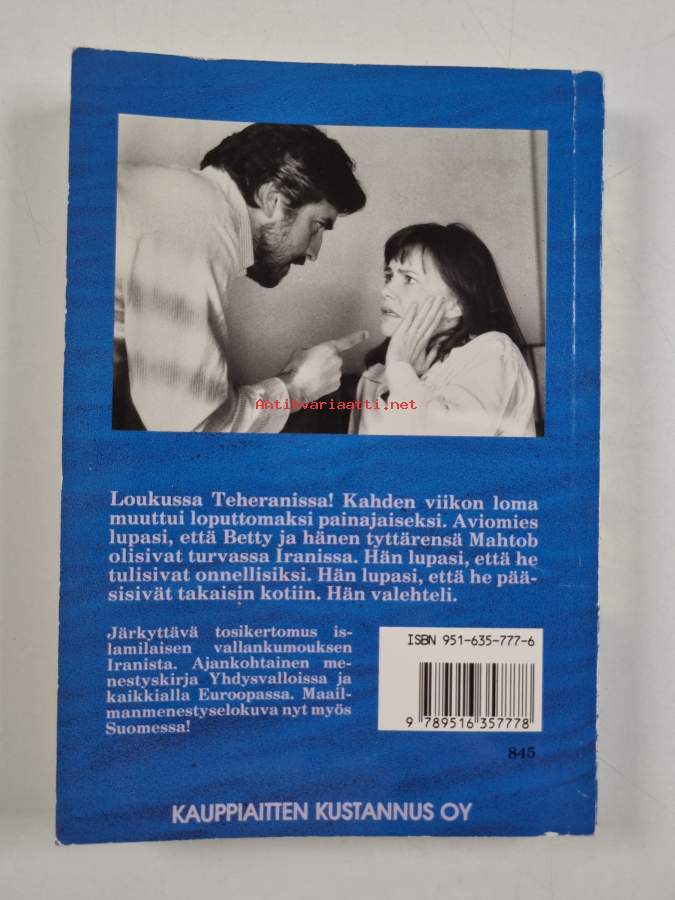 Antikvariaatti.net
Loukussa Teheranissa! Kahden viikon loma
muuttui loputtomaksi painajaiseksi. Aviomies
lupasi, että Betty ja hänen tyttärensä Mahtob
olisivat turvassa Iranissa. Hän lupasi, että he
tulisivat onnellisiksi. Hän lupasi, että he pää-
sisivät takaisin kotiin. Hän valehteli.
Järkyttävä tosikertomus is-
lamilaisen vallankumouksen
Iranista. Ajankohtainen me-
nestyskirja Yhdysvalloissa ja
kaikkialla Euroopassa. Maail-
manmenestyselokuva nyt myös
Suomessa!
ISBN 951-635-777-6
9 789516 357778
845
KAUPPIAITTEN KUSTANNUS OY